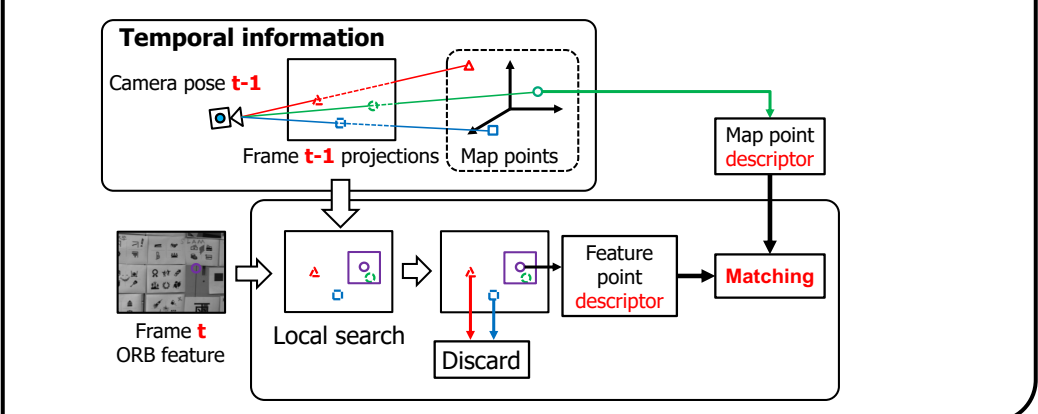 Temporal information
Camera pose t-1
Frame t-1 projections
Map points
Map point
descriptor
Feature
point
descriptor
Matching
Frame t
ORB feature
Local search
Discard